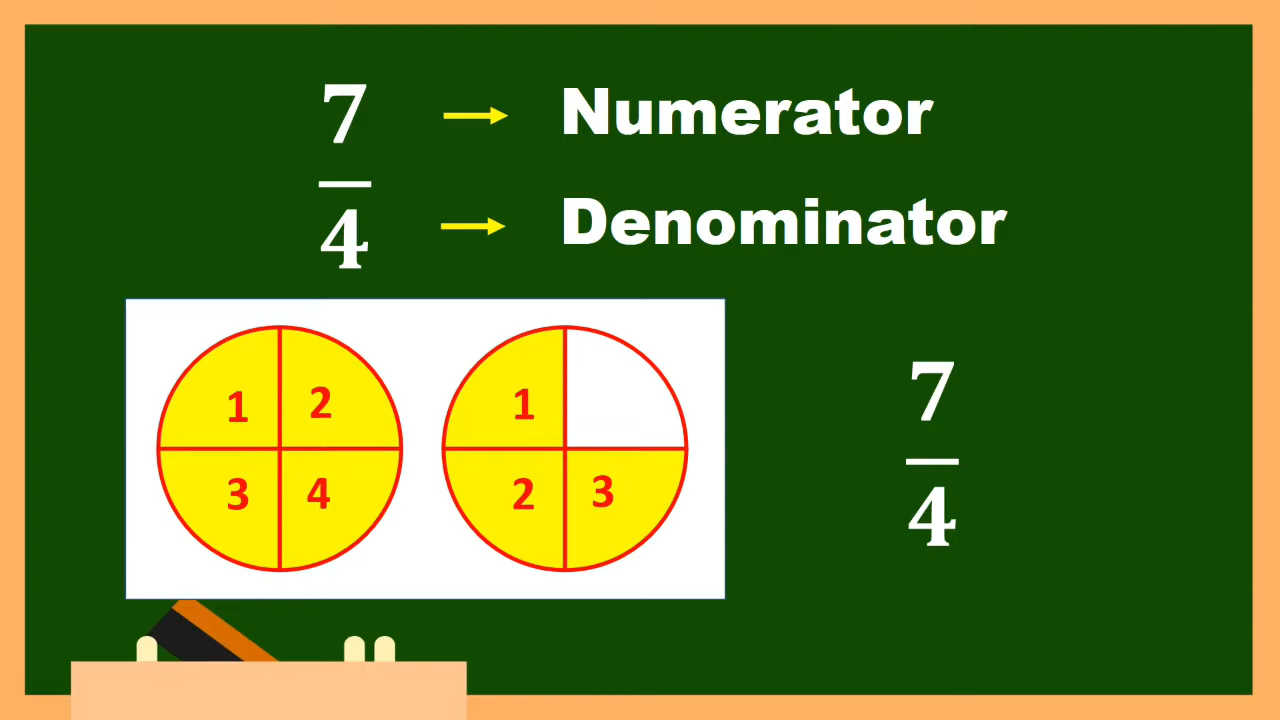 7 Numerator
4 Denominator
1 2 1
3 4 2 3
7
4